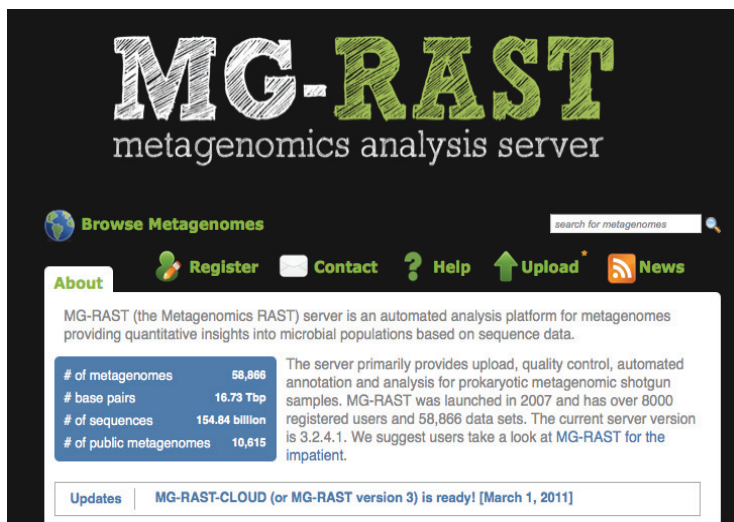 MG-RAST
metagenomics analysis server
Browse Metagenomes
search for metagenomes
Register
Contact
Help
Upload*
News
About
MG-RAST (the Metagenomics RAST) server is an automated analysis platform for metagenomes
providing quantitative insights into microbial populations based on sequence data.
# of metagenomes 58,866
# base pairs 16.73 Tbp
# of sequences 154.84 billion
# of public metagenomes 10,615
The server primarily provides upload, quality control, automated
annotation and analysis for prokaryotic metagenomic shotgun
samples. MG-RAST was launched in 2007 and has over 8000
registered users and 58,866 data sets. The current server version
is 3.2.4.1. We suggest users take a look at MG-RAST for the
impatient.
Updates
MG-RAST-CLOUD (or MG-RAST version 3) is ready! [March 1, 2011]